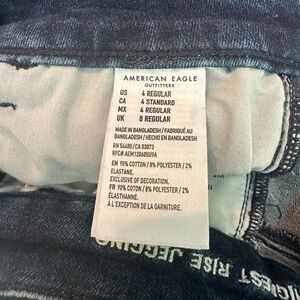 AMERICAN EAGLE
OUTFITTERS
US 4 REGULAR
CA 4 STANDARD
MX 4 REGULAR
UK 8 REGULAR
MADE IN BANGLADESH / FABRIQUÉ AU
BANGLADESH / HECHO EN BANGLADESH
RN 54485 / CA 03873
RFC# AEM120685U9A
EN 90% COTTON / 8% POLYESTER / 2%
ELASTANE.
EXCLUSIVE OF DECORATION.
FR 90% COTON / 8% POLYESTER / 2%
ÉLASTHANNE.
À L'EXCEPTION DE LA GARNITURE.
RISE JEGGING